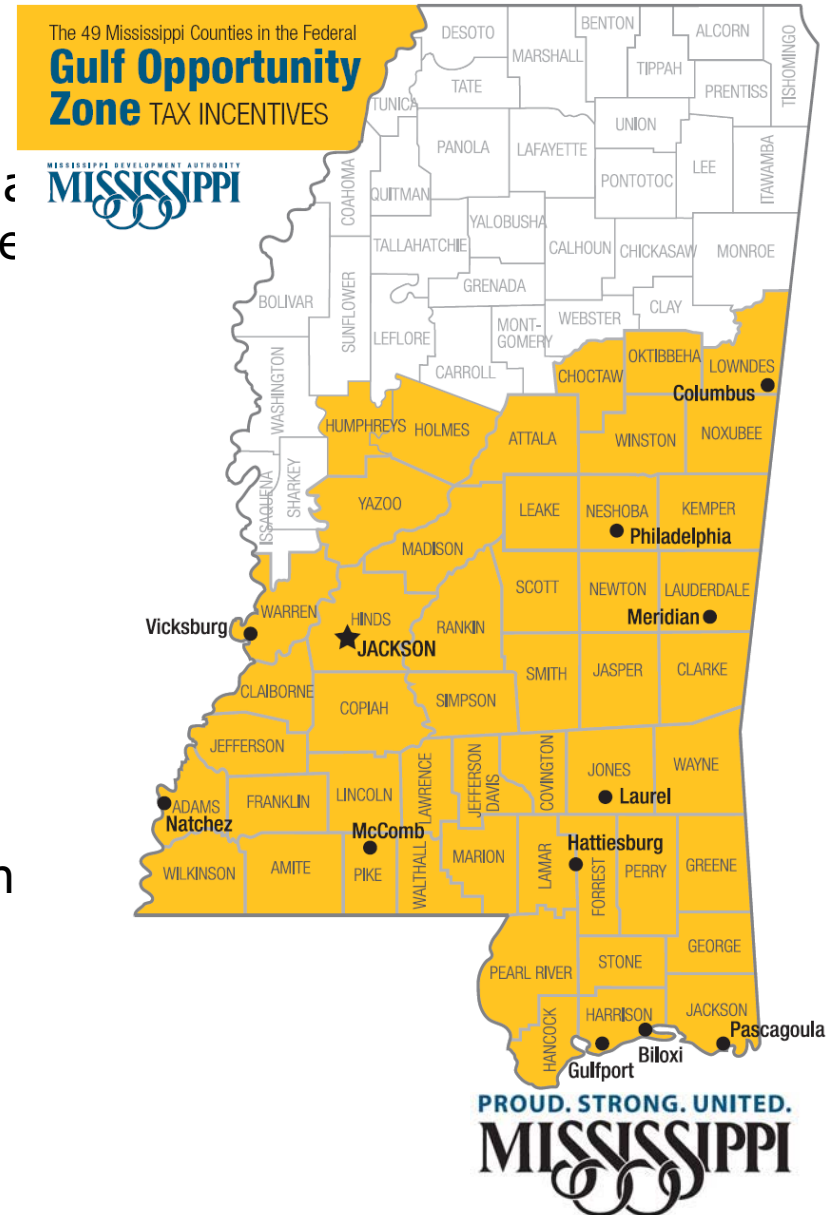 The 49 Mississippi Counties in the Federal
Gulf Opportunity
Zone TAX INCENTIVES
MISSISSIPPI DEVELOPMENT AUTHORITY
MISSISSIPPI
a
e
n
DESOTO
BENTON
ALCORN
TISHOMINGO
MARSHALL
TIPPAH
TATE
PRENTISS
TUNICA
UNION
PANOLA
LAFAYETTE
LEE
ITAWAMBA
COAHOMA
QUITMAN
PONTOTOC
YALOBUSHA
TALLAHATCHIE
CALHOUN
CHICKASAW
MONROE
GRENADA
BOLIVAR
SUNFLOWER
LEFLORE
MONT-
GOMERY
WEBSTER
CLAY
CARROLL
WASHINGTON
CHOCTAW
OKTIBBEHA
LOWNDES
Columbus
HUMPHREYS
HOLMES
ATTALA
WINSTON
NOXUBEE
ISSAQUENA
SHARKEY
YAZOO
LEAKE
NESHOBA
KEMPER
Philadelphia
MADISON
SCOTT
NEWTON
LAUDERDALE
Meridian
Vicksburg
WARREN
HINDS
JACKSON
RANKIN
SMITH
JASPER
CLARKE
CLAIBORNE
COPIAH
SIMPSON
JEFFERSON
LAWRENCE
JEFFERSON
DAVIS
COVINGTON
JONES
WAYNE
Laurel
ADAMS
Natchez
FRANKLIN
LINCOLN
McComb
Hattiesburg
WILKINSON
AMITE
PIKE
WALTHALL
MARION
LAMAR
FORREST
PERRY
GREENE
GEORGE
PEARL RIVER
STONE
HANCOCK
HARRISON
JACKSON
Pascagoula
Biloxi
Gulfport
PROUD. STRONG. UNITED.
MISSISSIPPI